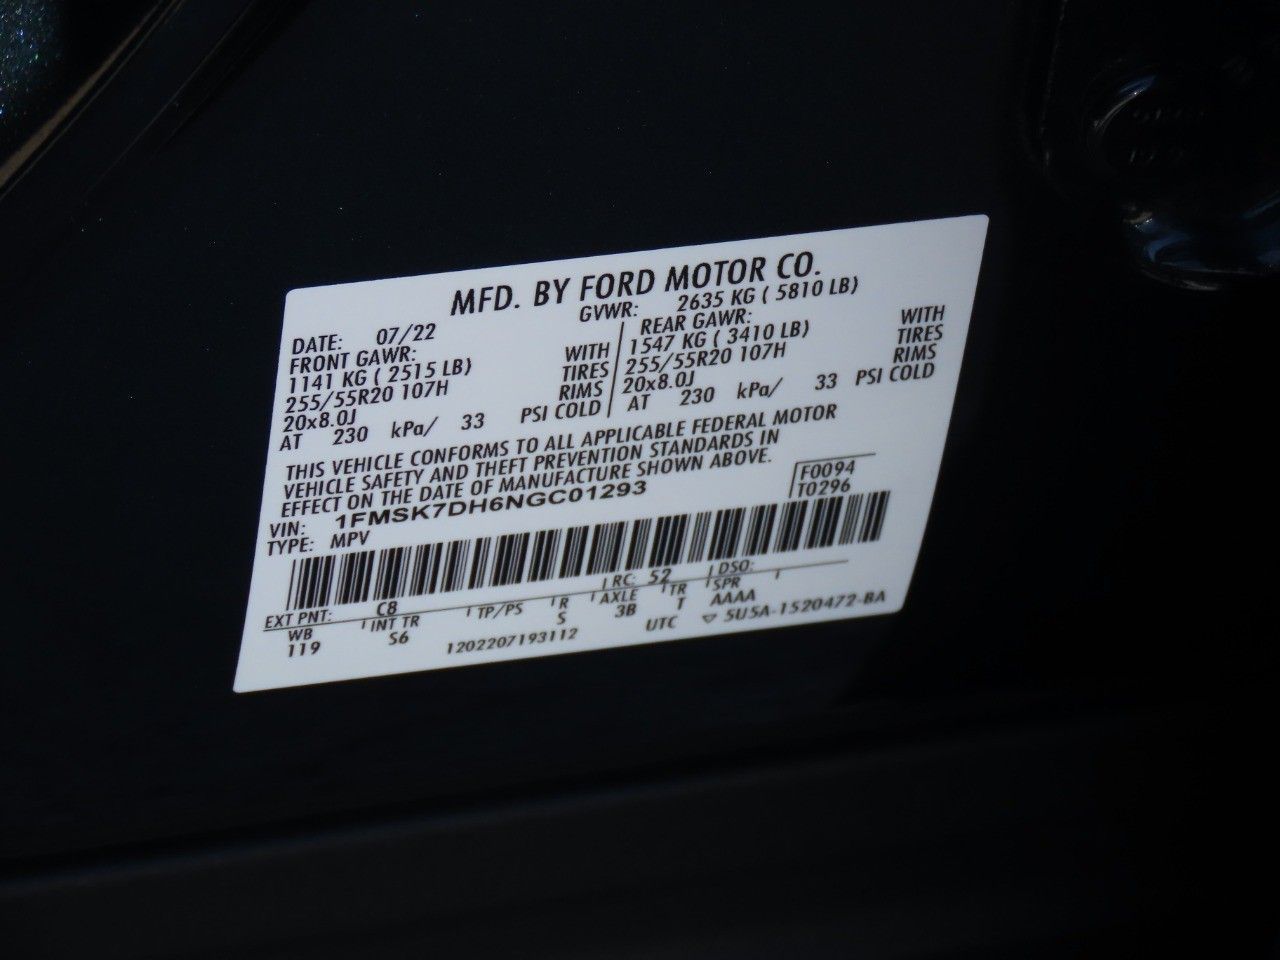 MFD. BY FORD MOTOR CO.
DATE: 07/22 GVWR: 2635 KG ( 5810 LB)
FRONT GAWR: REAR GAWR:
1141 KG ( 2515 LB) WITH 1547 KG ( 3410 LB) WITH
255/55R20 107H TIRES 255/55R20 107H TIRES
20x8.0J RIMS 20x8.0J RIMS
AT 230 kPa/ 33 PSI COLD AT 230 kPa/ 33 PSI COLD
THIS VEHICLE CONFORMS TO ALL APPLICABLE FEDERAL MOTOR
VEHICLE SAFETY AND THEFT PREVENTION STANDARDS IN
EFFECT ON THE DATE OF MANUFACTURE SHOWN ABOVE.
VIN: 1FMSK7DH6NGC01293 F0094
TYPE: MPV T0296
EXT PNT: C8 RC: 52 DSO:
WB INT TR TP/PS R AXLE TR SPR
119 S6 S 3B T AAAA
1202207193112 UTC ▽ 5U5A-1520472-BA